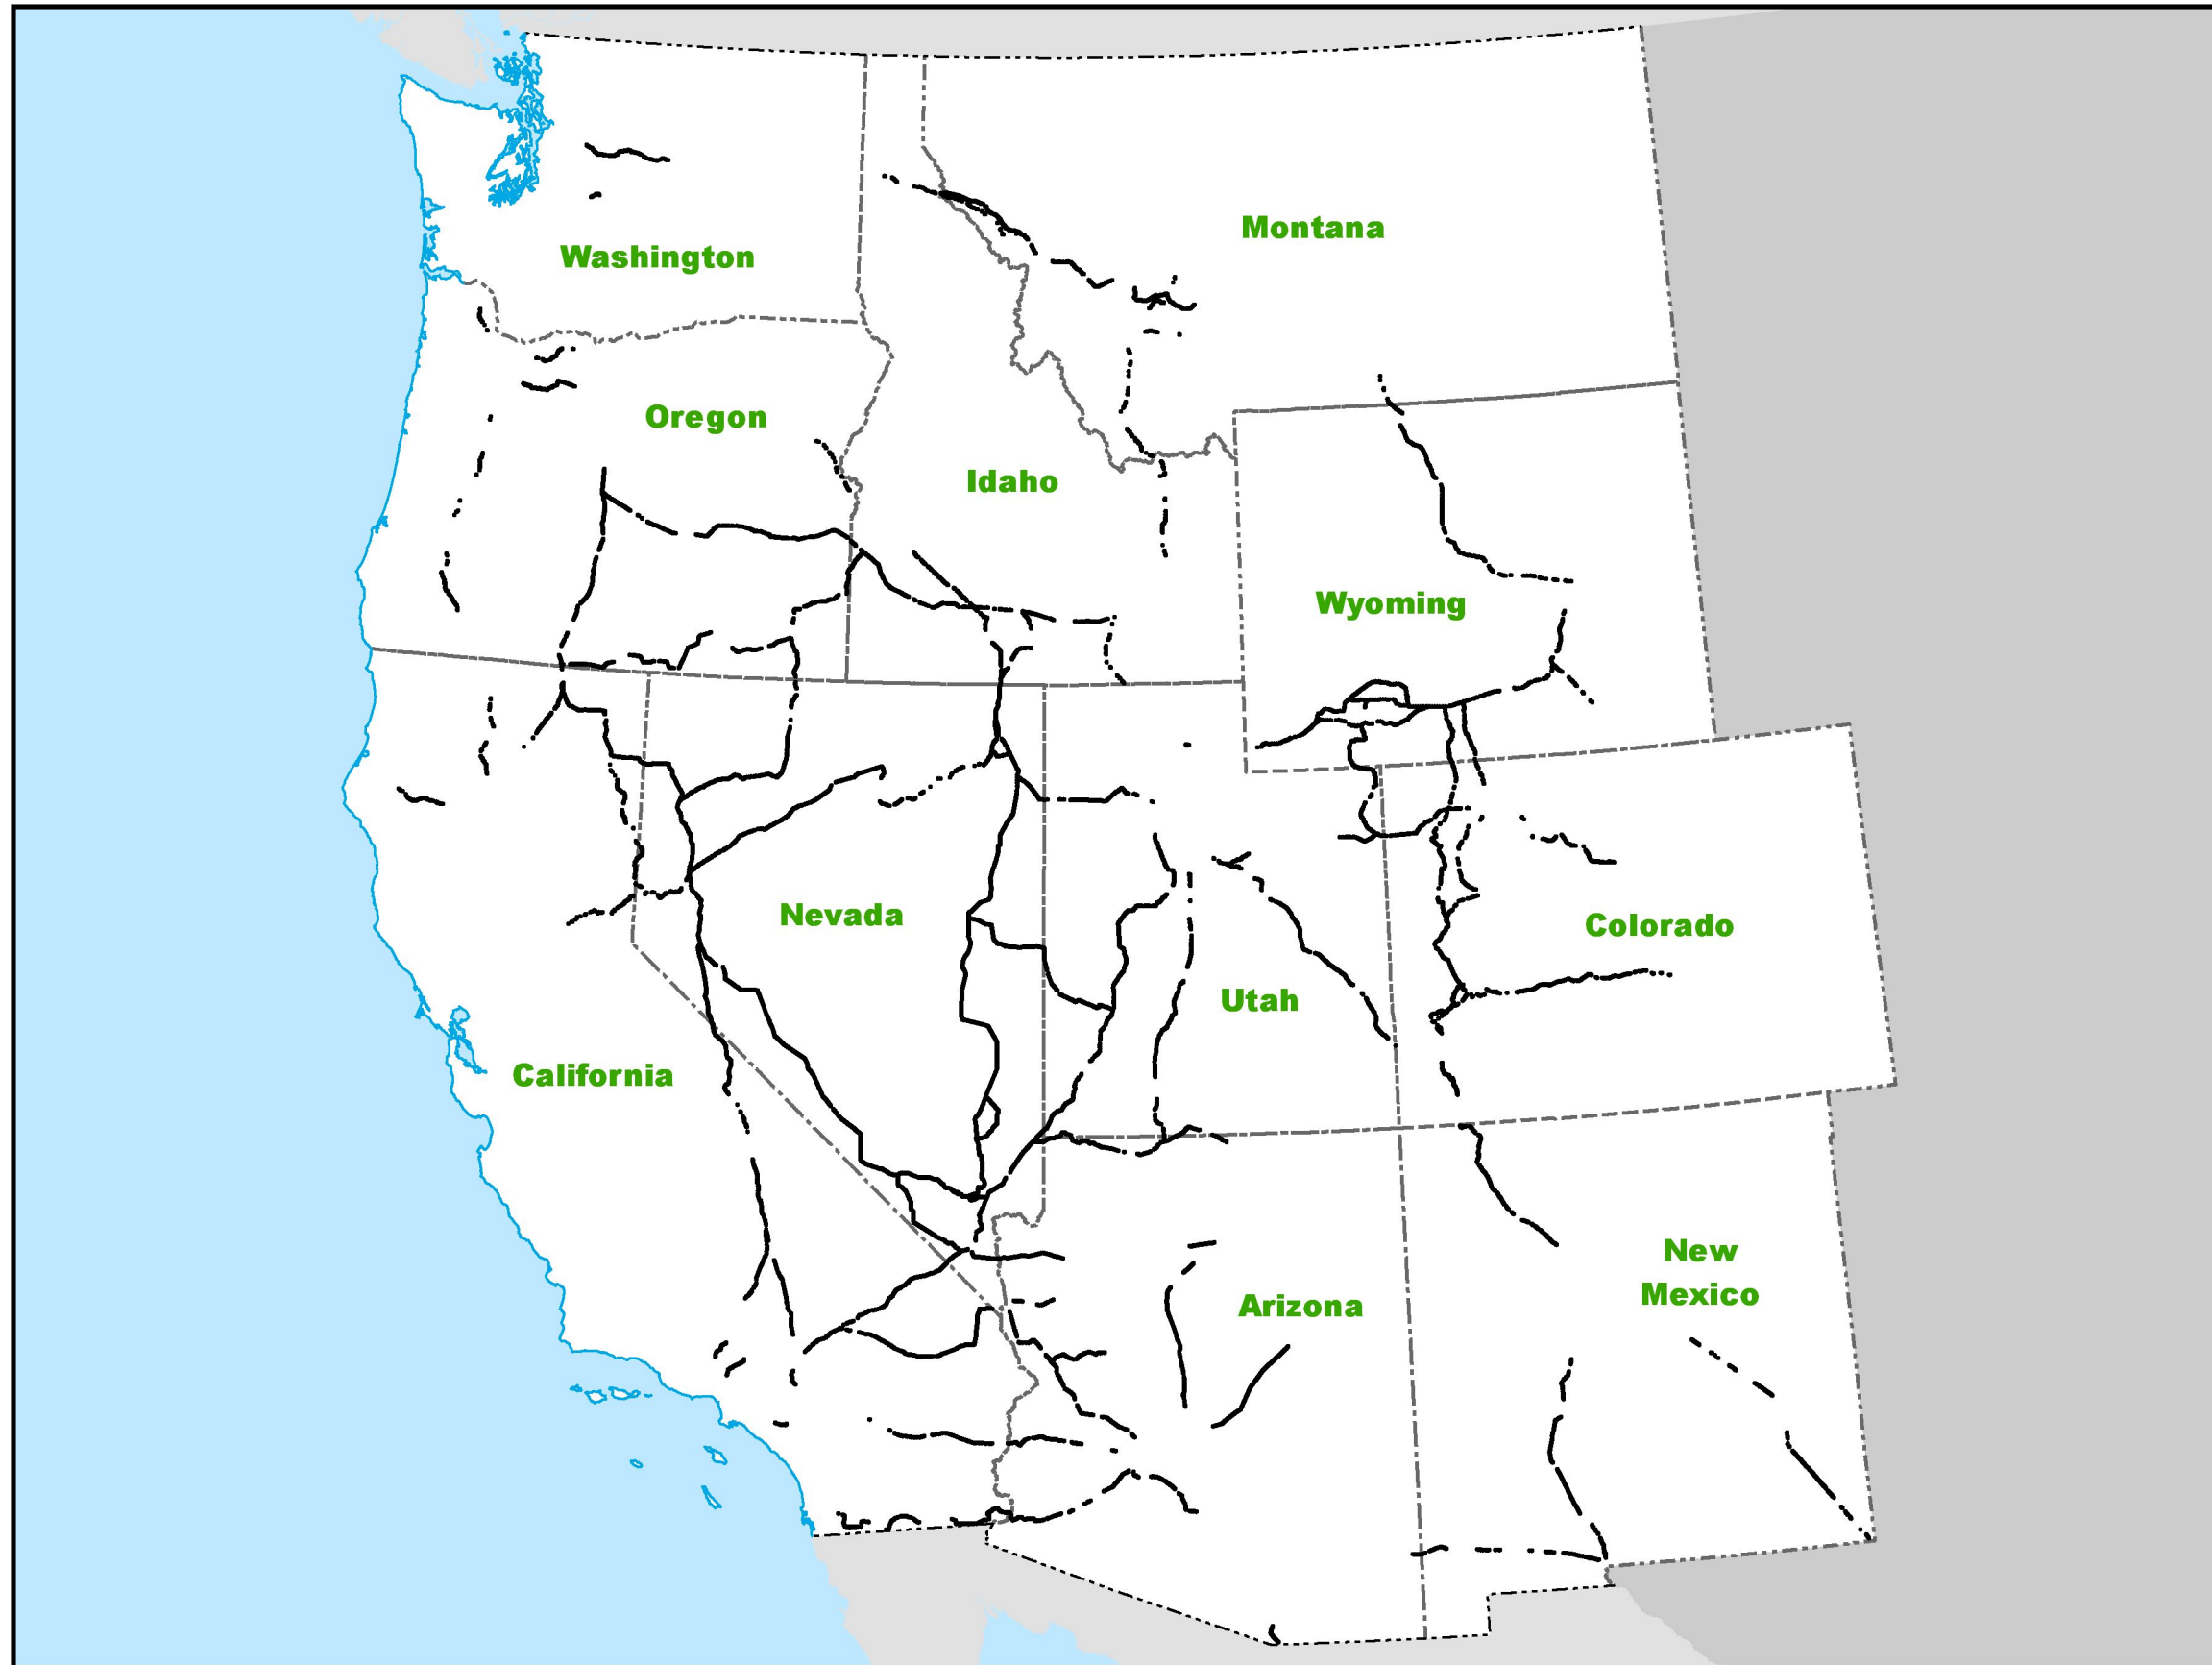 Montana
Washington
Oregon
Idaho
Wyoming
Nevada
Colorado
Utah
California
New
Mexico
Arizona